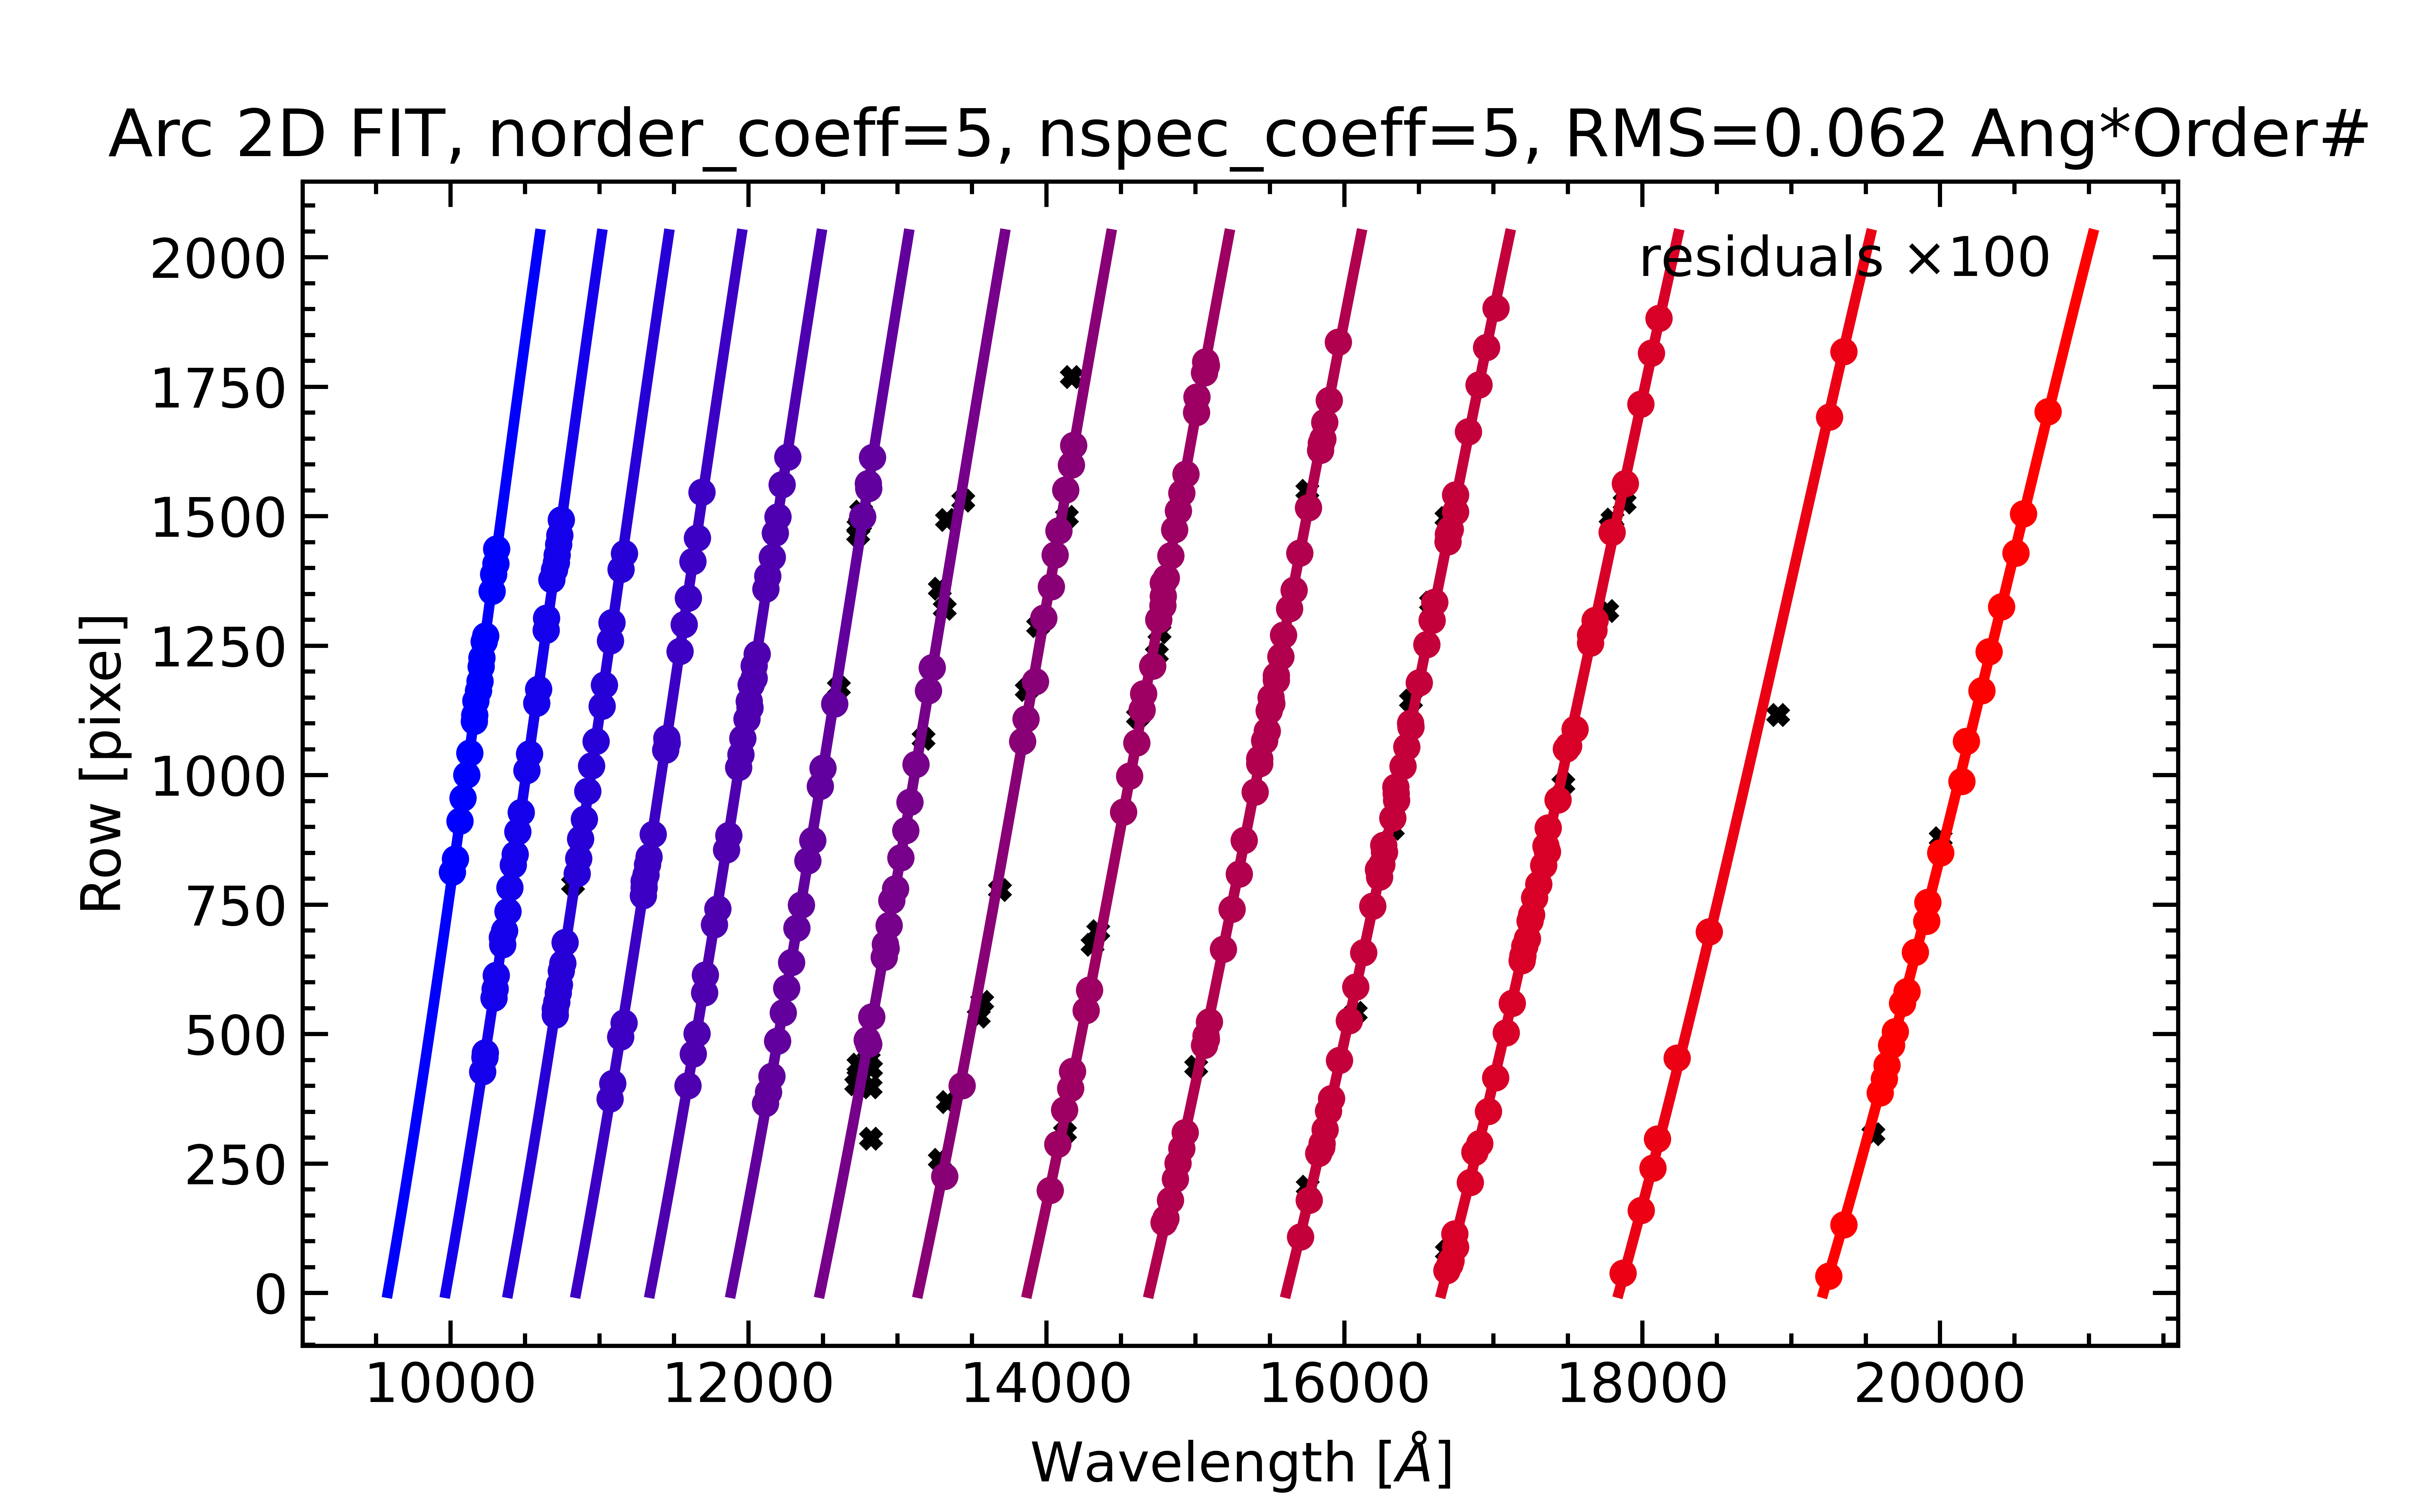 Arc 2D FIT, norder_coeff=5, nspec_coeff=5, RMS=0.062 Ang*Order#
residuals ×100
2000
1750
1500
1250
1000
750
500
250
0
Row [pixel]
10000 12000 14000 16000 18000 20000
Wavelength [Å]